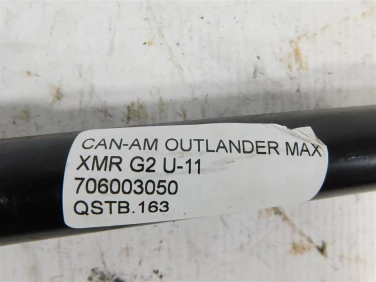 CAN-AM OUTLANDER MAX
XMR G2 U-11
706003050
QSTB.163